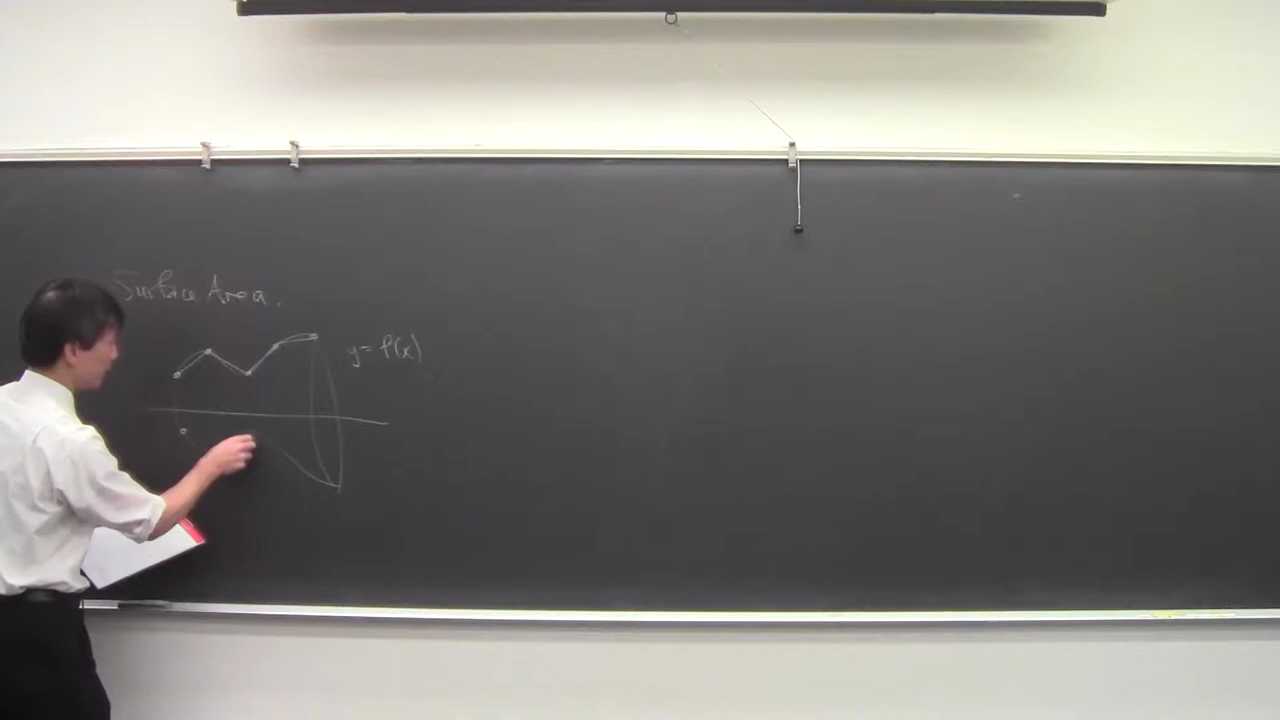 Surface Area.
y = f(x)